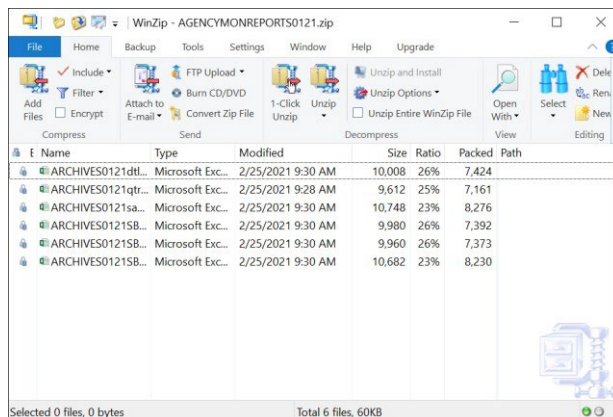 WinZip - AGENCYMONREPORTS0121.zip
File Home Backup Tools Settings Window Help Upgrade
Add Files
Include
Filter
Encrypt
Compress
Attach to E-mail
FTP Upload
Burn CD/DVD
Convert Zip File
Send
1-Click Unzip
Unzip
Unzip and Install
Unzip Options
Unzip Entire WinZip File
Decompress
Open With
View
Select
Dele
Ren
New
Editing
E Name Type Modified Size Ratio Packed Path
ARCHIVES0121dtl... Microsoft Exc... 2/25/2021 9:30 AM 10,008 26% 7,424
ARCHIVES0121qtr... Microsoft Exc... 2/25/2021 9:28 AM 9,612 25% 7,161
ARCHIVES0121sa... Microsoft Exc... 2/25/2021 9:30 AM 10,748 23% 8,276
ARCHIVES0121SB... Microsoft Exc... 2/25/2021 9:30 AM 9,980 26% 7,392
ARCHIVES0121SB... Microsoft Exc... 2/25/2021 9:30 AM 9,960 26% 7,373
ARCHIVES0121SB... Microsoft Exc... 2/25/2021 9:30 AM 10,682 23% 8,230
Selected 0 files, 0 bytes Total 6 files, 60KB